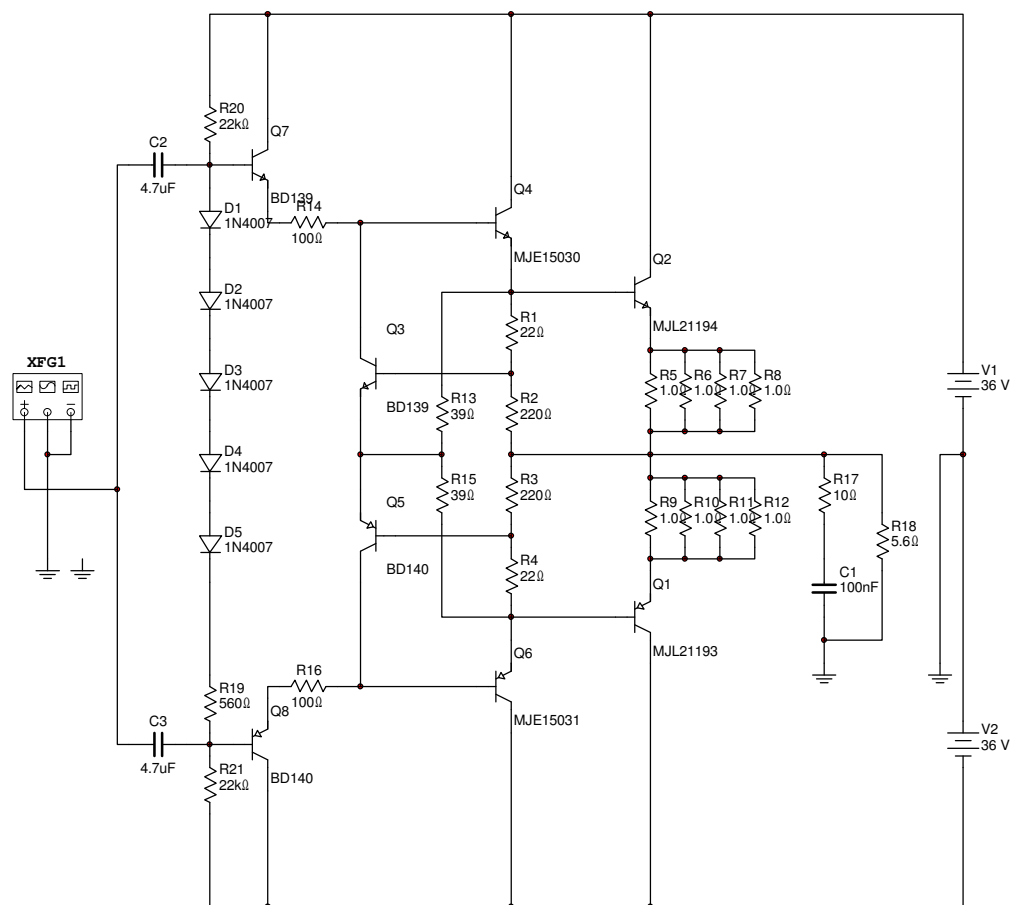 R20
22kΩ
Q7
C2
4.7uF
BD139
D1
1N4007
R14
100Ω
Q4
MJE15030
D2
1N4007
Q2
MJL21194
R1
22Ω
Q3
BD139
XFG1
D3
1N4007
R13
39Ω
R2
220Ω
R5
1.0Ω
R6
1.0Ω
R7
1.0Ω
R8
1.0Ω
V1
36 V
D4
1N4007
R15
39Ω
R3
220Ω
Q5
BD140
R9
1.0Ω
R10
1.0Ω
R11
1.0Ω
R12
1.0Ω
R17
10Ω
R18
5.6Ω
D5
1N4007
R4
22Ω
Q1
MJL21193
C1
100nF
Q6
MJE15031
R16
100Ω
R19
560Ω
Q8
BD140
C3
4.7uF
R21
22kΩ
V2
36 V